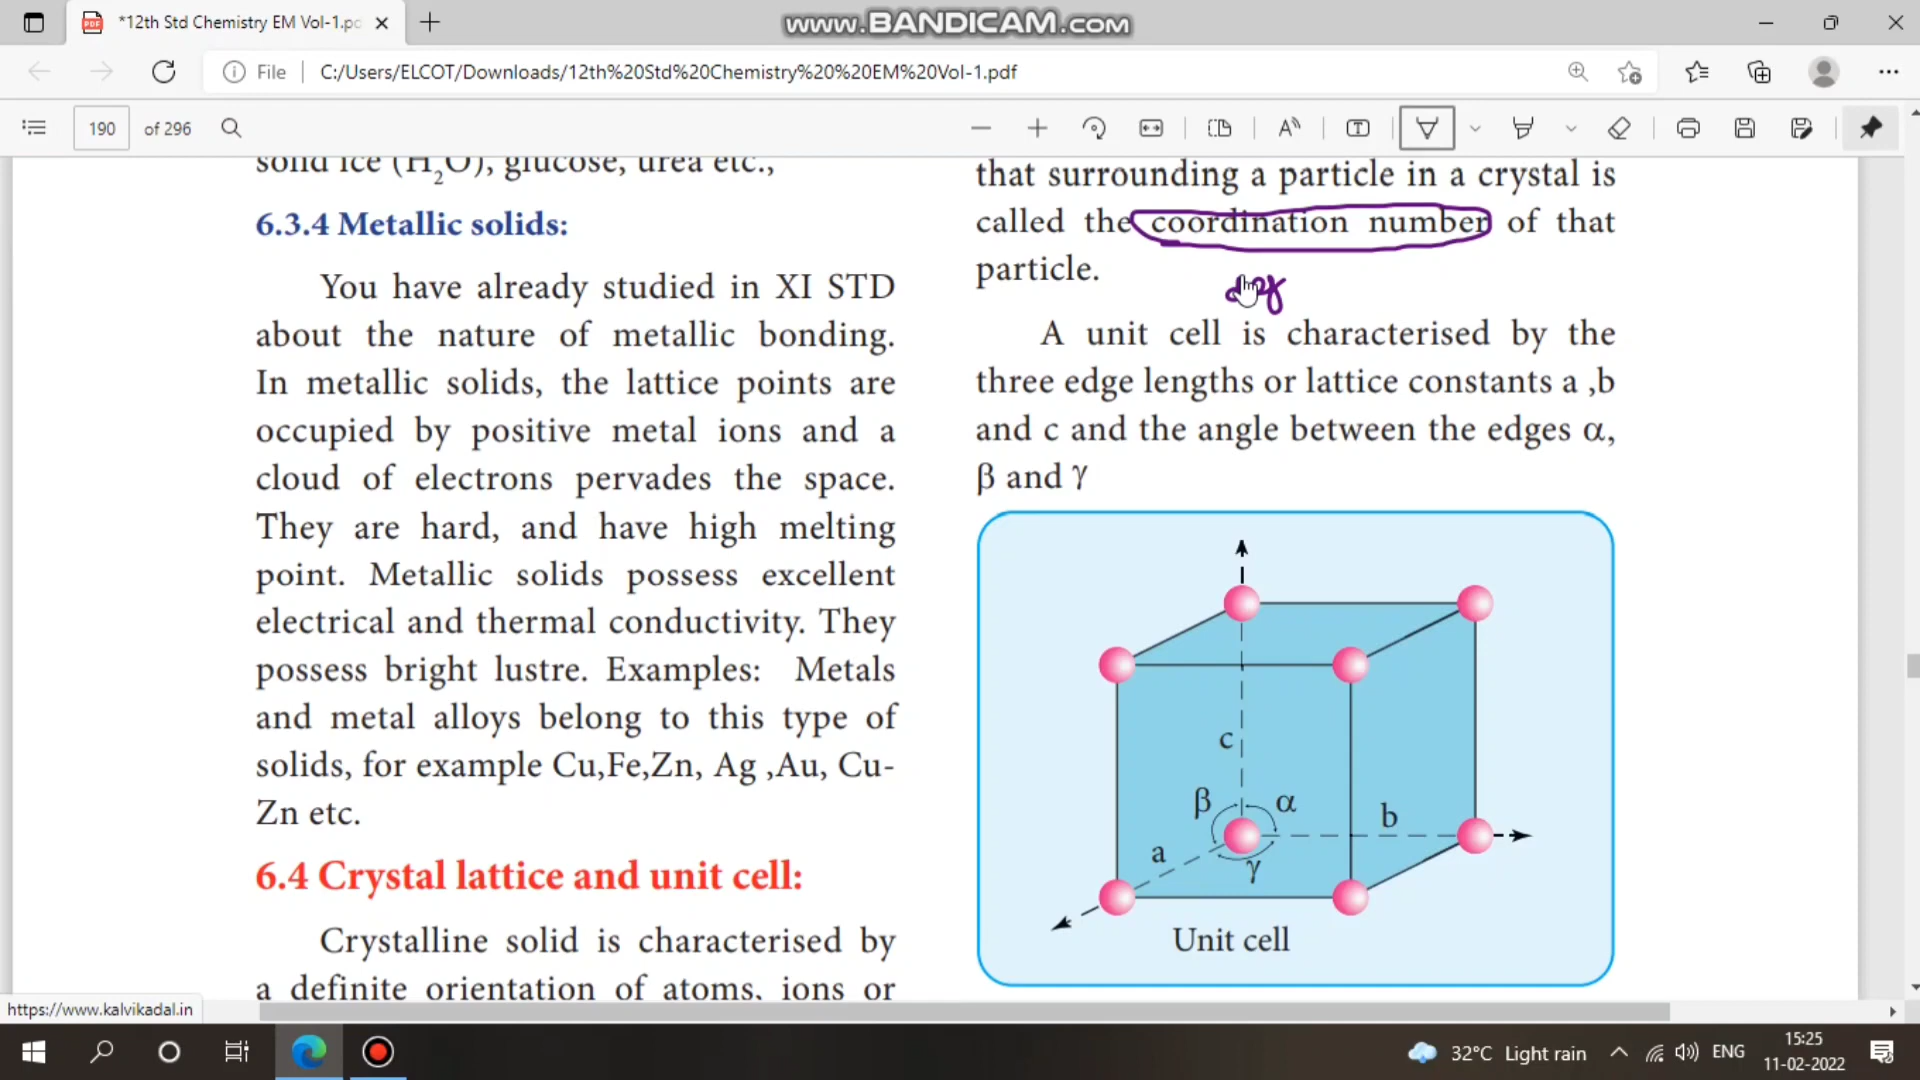 *12th Std Chemistry EM Vol-1.pd
www.BANDICAM.com
File
C:/Users/ELCOT/Downloads/12th%20Std%20Chemistry%20%20EM%20Vol-1.pdf
190
of 296
solid ice (H₂O), glucose, urea etc.,
6.3.4 Metallic solids:
You have already studied in XI STD
about the nature of metallic bonding.
In metallic solids, the lattice points are
occupied by positive metal ions and a
cloud of electrons pervades the space.
They are hard, and have high melting
point. Metallic solids possess excellent
electrical and thermal conductivity. They
possess bright lustre. Examples: Metals
and metal alloys belong to this type of
solids, for example Cu,Fe,Zn, Ag ,Au, Cu-
Zn etc.
6.4 Crystal lattice and unit cell:
Crystalline solid is characterised by
a definite orientation of atoms, ions or
that surrounding a particle in a crystal is
called the coordination number of that
particle.
A unit cell is characterised by the
three edge lengths or lattice constants a ,b
and c and the angle between the edges α,
β and γ
c
β
α
b
a
γ
Unit cell
https://www.kalvikadal.in
32°C Light rain
ENG
15:25
11-02-2022